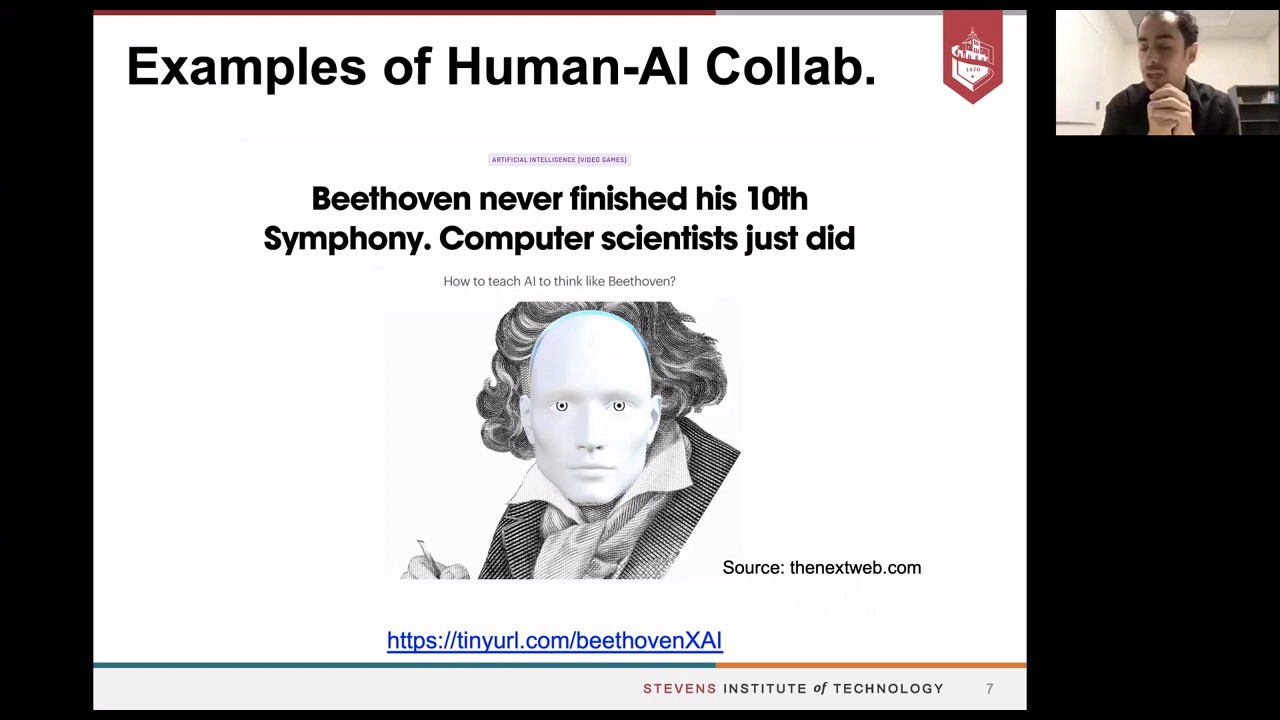 Examples of Human-AI Collab.
1870
ARTIFICIAL INTELLIGENCE (VIDEO GAMES)
Beethoven never finished his 10th
Symphony. Computer scientists just did
How to teach AI to think like Beethoven?
Source: thenextweb.com
https://tinyurl.com/beethovenXAI
STEVENS INSTITUTE of TECHNOLOGY 7